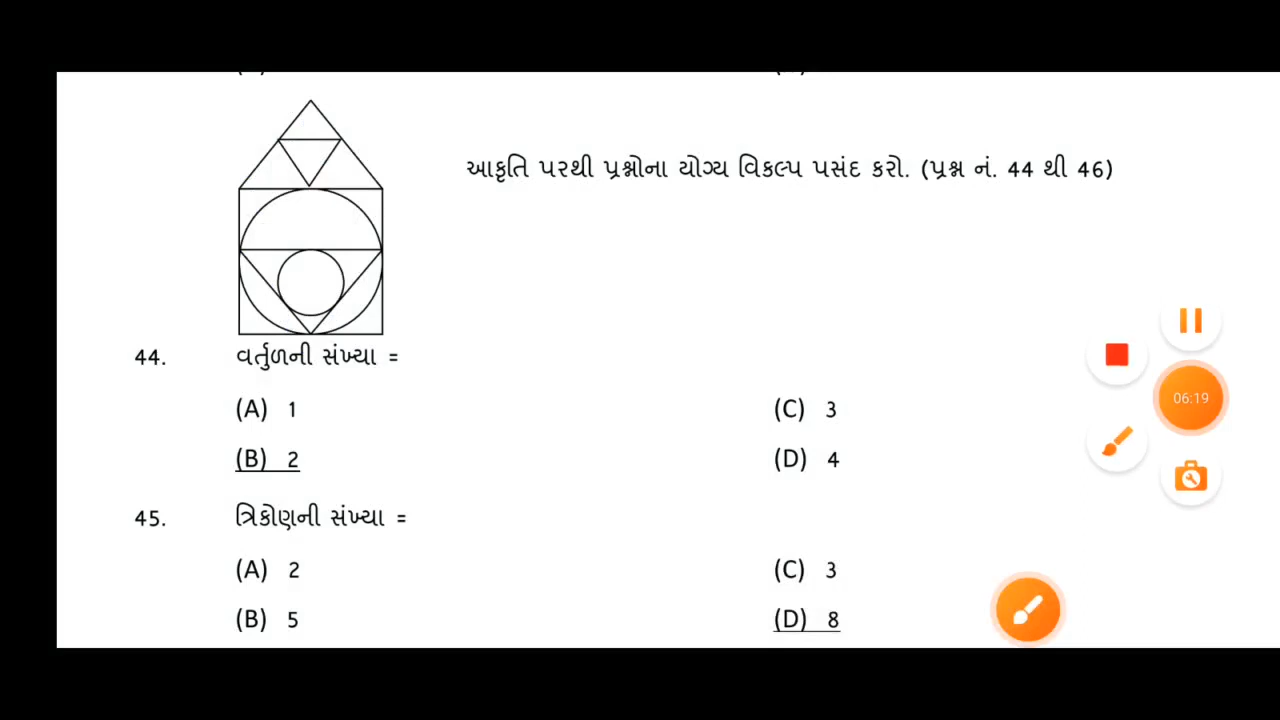 આકૃતિ પરથી પ્રશ્નોના યોગ્ય વિકલ્પ પસંદ કરો. (પ્રશ્ન નં. 44 થી 46)
44. વર્તુળની સંખ્યા =
(A) 1 (C) 3
(B) 2 (D) 4
06:19
45. ત્રિકોણની સંખ્યા =
(A) 2 (C) 3
(B) 5 (D) 8